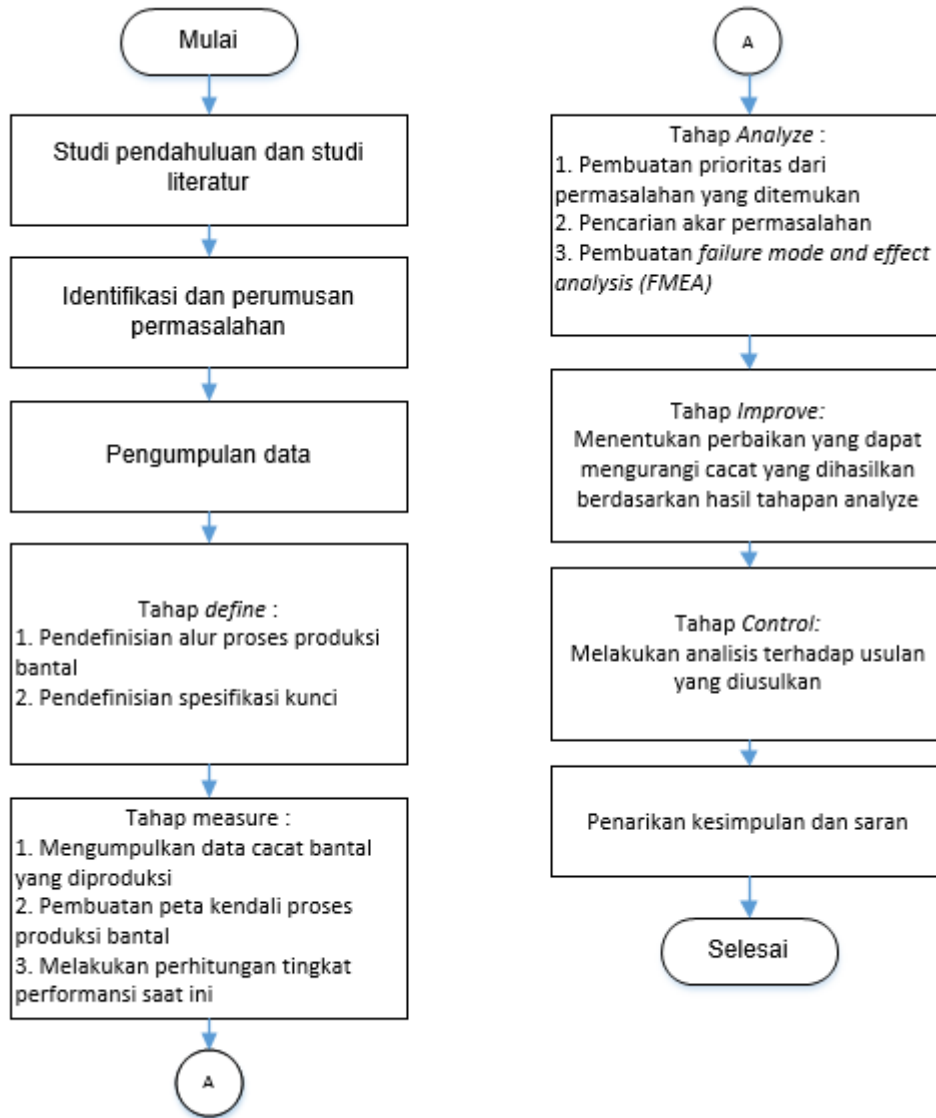 Mulai
Studi pendahuluan dan studi
literatur
Identifikasi dan perumusan
permasalahan
Pengumpulan data
Tahap define :
1. Pendefinisian alur proses produksi
bantal
2. Pendefinisian spesifikasi kunci
Tahap measure :
1. Mengumpulkan data cacat bantal
yang diproduksi
2. Pembuatan peta kendali proses
produksi bantal
3. Melakukan perhitungan tingkat
performansi saat ini
A
A
Tahap Analyze :
1. Pembuatan prioritas dari
permasalahan yang ditemukan
2. Pencarian akar permasalahan
3. Pembuatan failure mode and effect
analysis (FMEA)
Tahap Improve:
Menentukan perbaikan yang dapat
mengurangi cacat yang dihasilkan
berdasarkan hasil tahapan analyze
Tahap Control:
Melakukan analisis terhadap usulan
yang diusulkan
Penarikan kesimpulan dan saran
Selesai